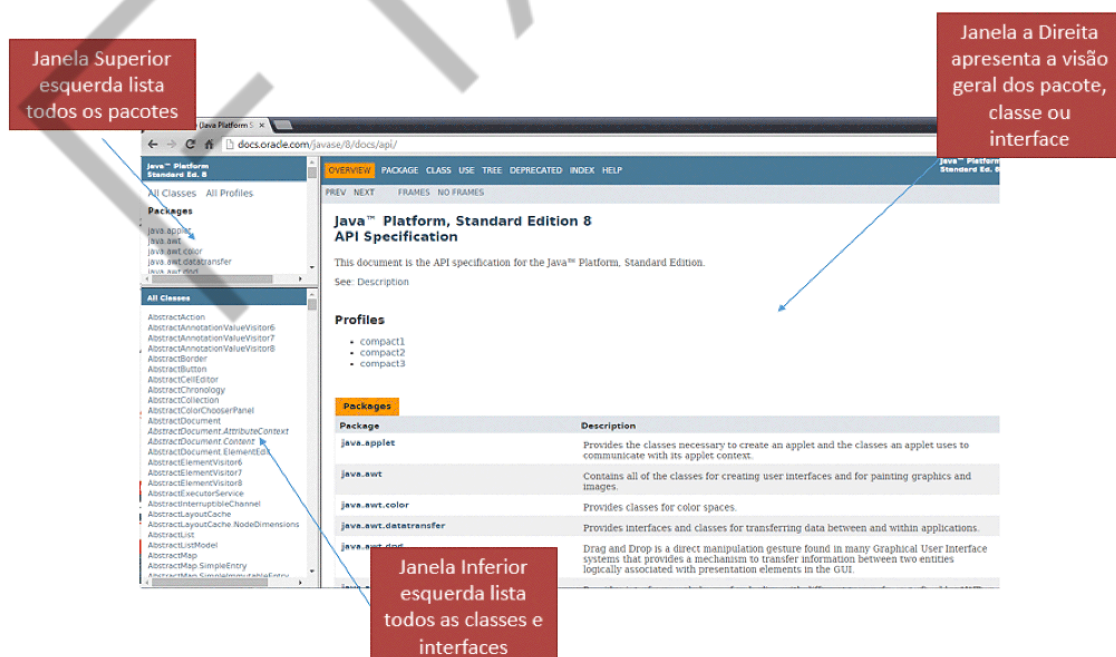 Janela Superior
esquerda lista
todos os pacotes
Janela a Direita
apresenta a visão
geral dos pacote,
classe ou
interface
(Java Platform S ×
docs.oracle.com/javase/8/docs/api/
Java™ Platform
Standard Ed. 8
All Classes All Profiles
Packages
java.applet
java.awt
java.awt.color
java.awt.datatransfer
java.awt.dnd
All Classes
AbstractAction
AbstractAnnotationValueVisitor6
AbstractAnnotationValueVisitor7
AbstractAnnotationValueVisitor8
AbstractBorder
AbstractButton
AbstractCellEditor
AbstractChronology
AbstractCollection
AbstractColorChooserPanel
AbstractDocument
AbstractDocument.AttributeContext
AbstractDocument.Content
AbstractDocument.ElementEdit
AbstractElementVisitor6
AbstractElementVisitor7
AbstractElementVisitor8
AbstractExecutorService
AbstractInterruptibleChannel
AbstractLayoutCache
AbstractLayoutCache.NodeDimensions
AbstractList
AbstractListModel
AbstractMap
AbstractMap.SimpleEntry
AbstractMap.SimpleImmutableEntry
OVERVIEW PACKAGE CLASS USE TREE DEPRECATED INDEX HELP
Java™ Platform
Standard Ed. 8
PREV NEXT FRAMES NO FRAMES
Java™ Platform, Standard Edition 8
API Specification
This document is the API specification for the Java™ Platform, Standard Edition.
See: Description
Profiles
• compact1
• compact2
• compact3
Packages
Package Description
java.applet Provides the classes necessary to create an applet and the classes an applet uses to
communicate with its applet context.
java.awt Contains all of the classes for creating user interfaces and for painting graphics and
images.
java.awt.color Provides classes for color spaces.
java.awt.datatransfer Provides interfaces and classes for transferring data between and within applications.
java.awt.dnd Drag and Drop is a direct manipulation gesture found in many Graphical User Interface
systems that provides a mechanism to transfer information between two entities
logically associated with presentation elements in the GUI.
Janela Inferior
esquerda lista
todos as classes e
interfaces